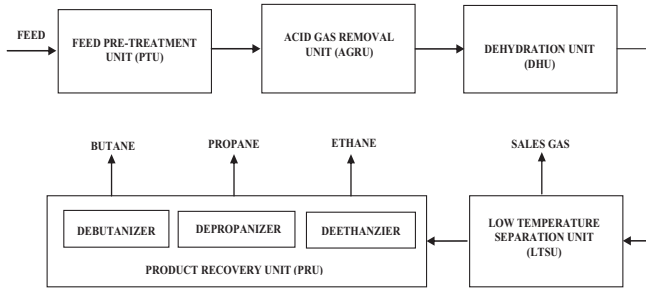 FEED
FEED PRE-TREATMENT
UNIT (PTU)
ACID GAS REMOVAL
UNIT (AGRU)
DEHYDRATION UNIT
(DHU)
BUTANE
PROPANE
ETHANE
SALES GAS
DEBUTANIZER
DEPROPANIZER
DEETHANZIER
PRODUCT RECOVERY UNIT (PRU)
LOW TEMPERATURE
SEPARATION UNIT
(LTSU)